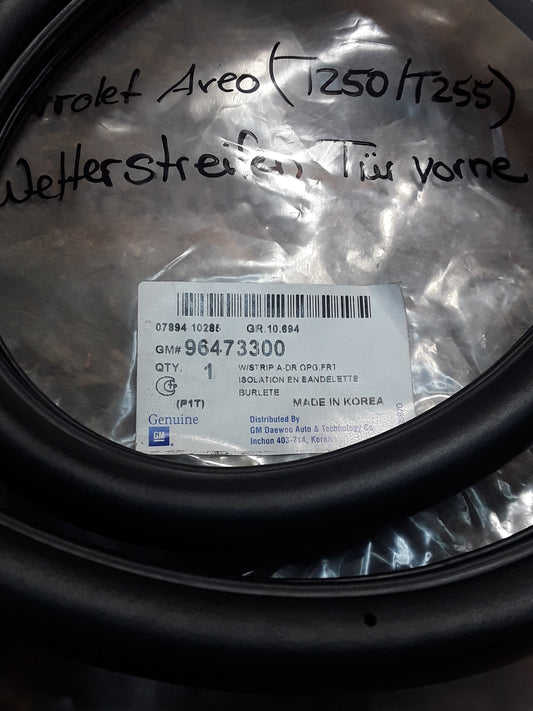 vrolet Aveo (T250/T255)
Wetterstreifen Tür vorne
07894 10285 GR.10.694
GM# 96473300
QTY. 1 W/STRIP A-DR OPG,FRT
ISOLATION EN BANDELETTE
BURLETE
(P1T) MADE IN KOREA
Genuine
GM
Distributed By
GM Daewoo Auto & Technology Co.
Inchon 403-714, Korea